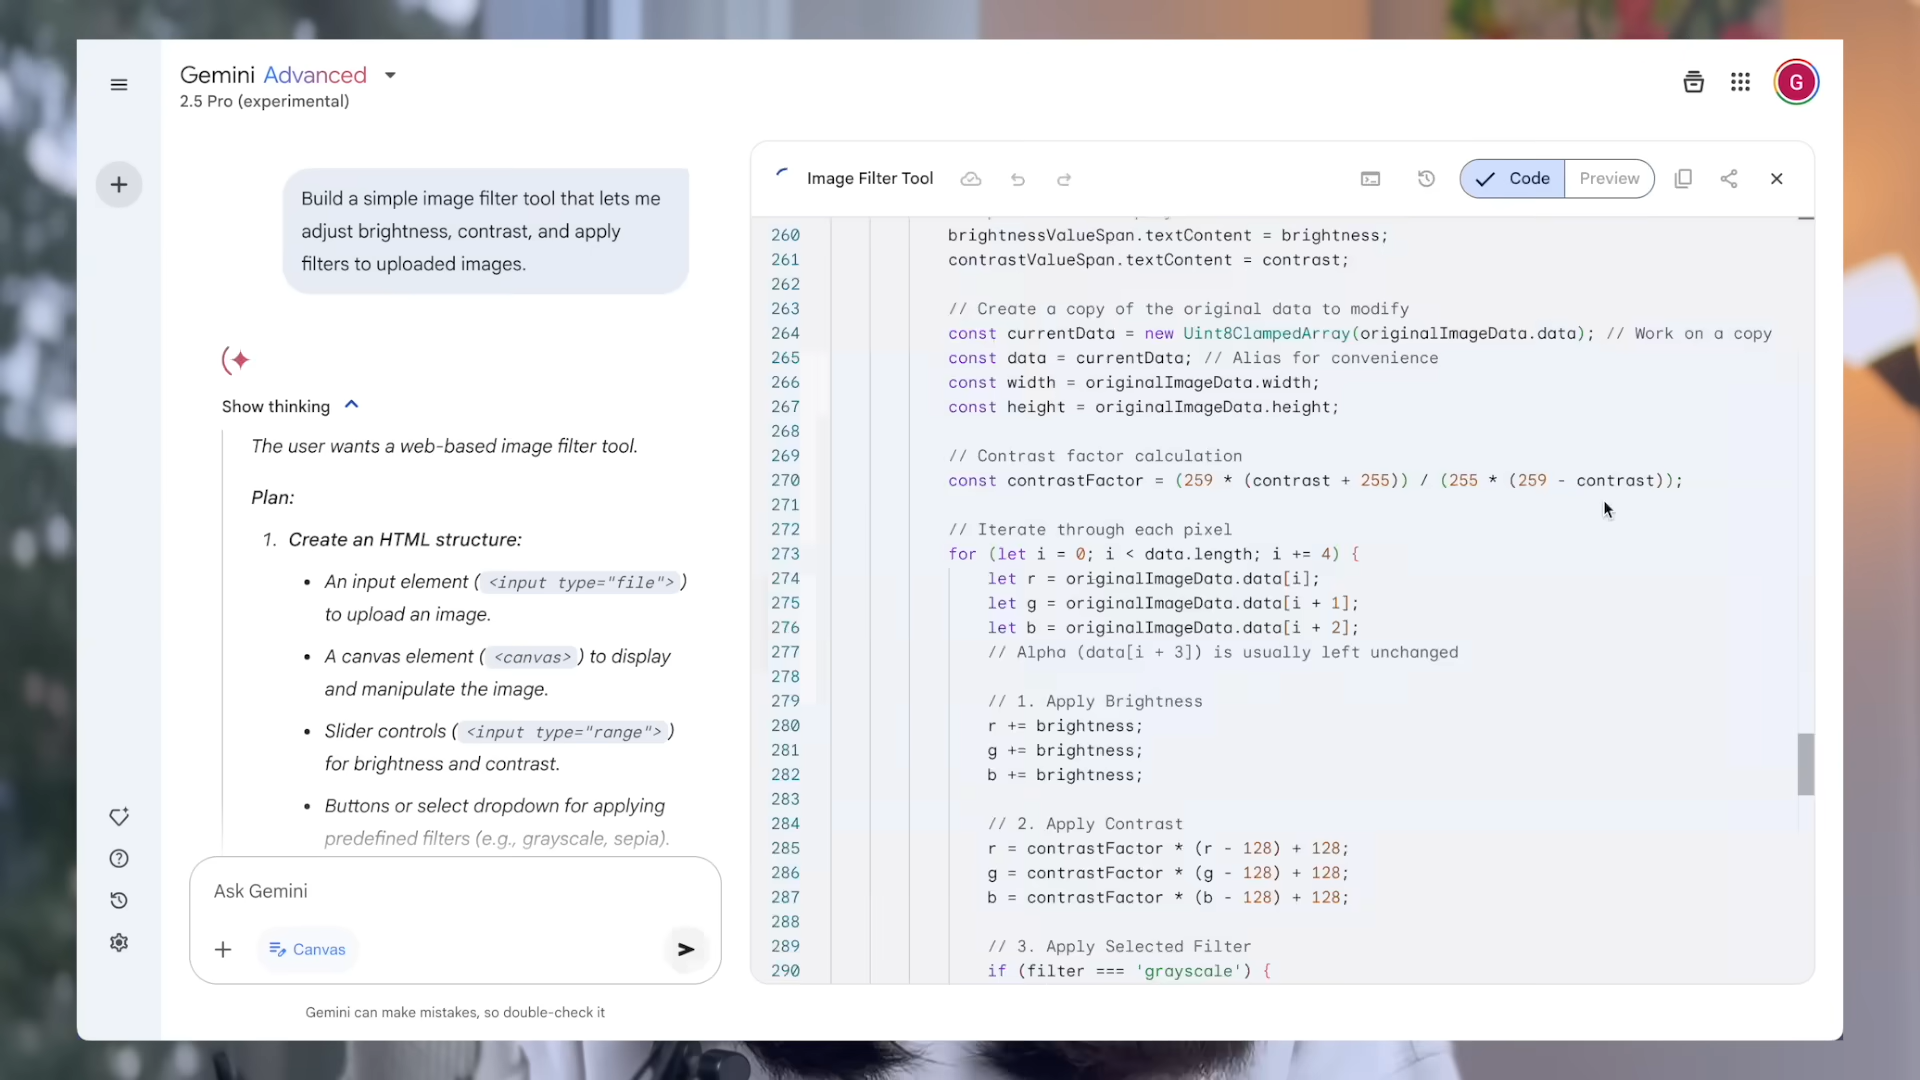 Gemini Advanced
2.5 Pro (experimental)
G
Build a simple image filter tool that lets me
adjust brightness, contrast, and apply
filters to uploaded images.
Show thinking
The user wants a web-based image filter tool.
Plan:
1. Create an HTML structure:
• An input element ( <input type="file"> )
to upload an image.
• A canvas element ( <canvas> ) to display
and manipulate the image.
• Slider controls ( <input type="range"> )
for brightness and contrast.
• Buttons or select dropdown for applying
predefined filters (e.g., grayscale, sepia).
Ask Gemini
Canvas
Gemini can make mistakes, so double-check it
Image Filter Tool
Code
Preview
260 brightnessValueSpan.textContent = brightness;
261 contrastValueSpan.textContent = contrast;
262
263 // Create a copy of the original data to modify
264 const currentData = new Uint8ClampedArray(originalImageData.data); // Work on a copy
265 const data = currentData; // Alias for convenience
266 const width = originalImageData.width;
267 const height = originalImageData.height;
268
269 // Contrast factor calculation
270 const contrastFactor = (259 * (contrast + 255)) / (255 * (259 - contrast));
271
272 // Iterate through each pixel
273 for (let i = 0; i < data.length; i += 4) {
274 let r = originalImageData.data[i];
275 let g = originalImageData.data[i + 1];
276 let b = originalImageData.data[i + 2];
277 // Alpha (data[i + 3]) is usually left unchanged
278
279 // 1. Apply Brightness
280 r += brightness;
281 g += brightness;
282 b += brightness;
283
284 // 2. Apply Contrast
285 r = contrastFactor * (r - 128) + 128;
286 g = contrastFactor * (g - 128) + 128;
287 b = contrastFactor * (b - 128) + 128;
288
289 // 3. Apply Selected Filter
290 if (filter === 'grayscale') {